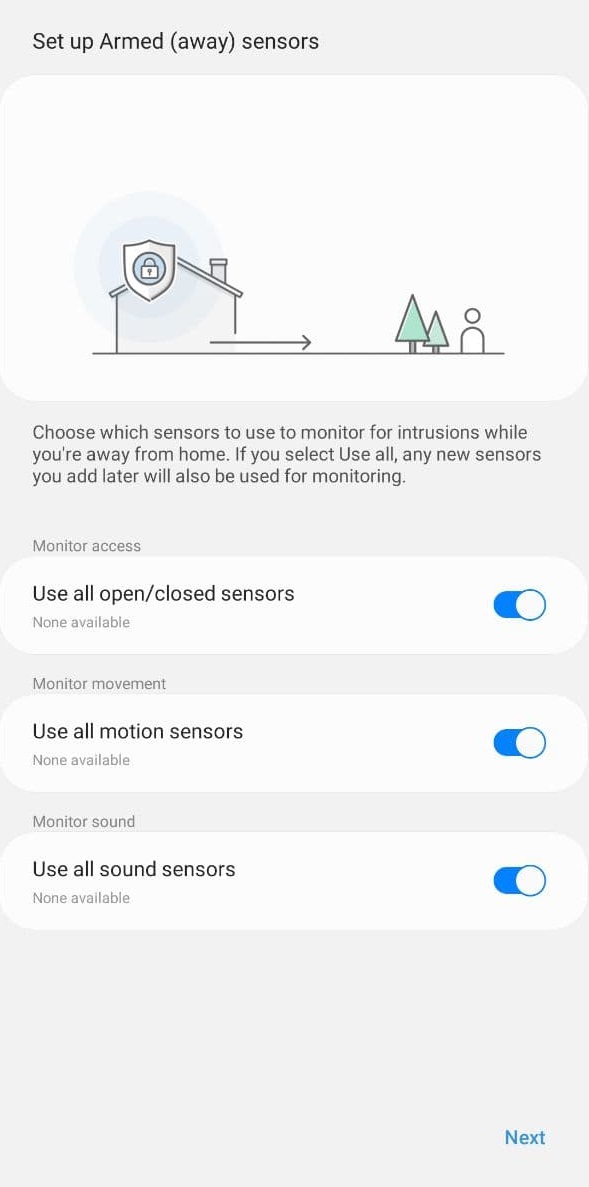 Set up Armed (away) sensors
Choose which sensors to use to monitor for intrusions while
you're away from home. If you select Use all, any new sensors
you add later will also be used for monitoring.
Monitor access
Use all open/closed sensors
None available
Monitor movement
Use all motion sensors
None available
Monitor sound
Use all sound sensors
None available
Next